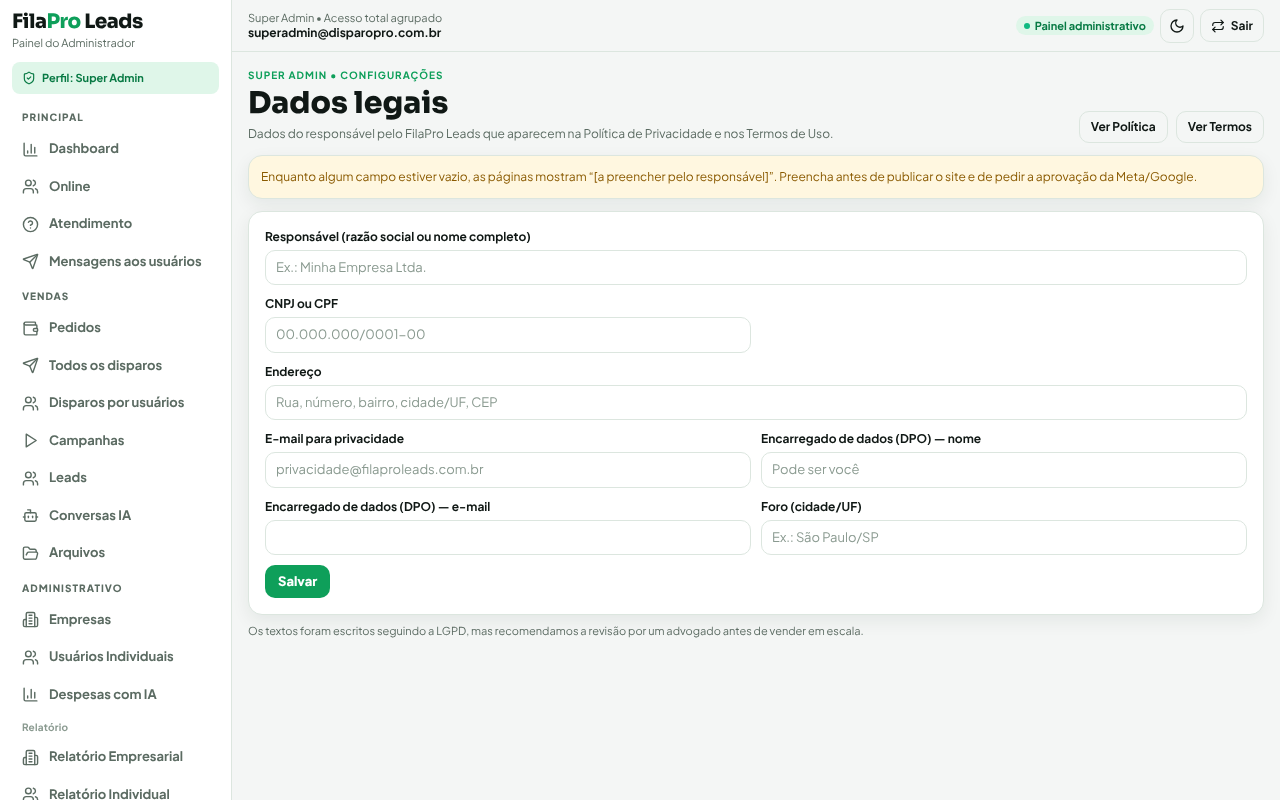 FilaPro Leads
Painel do Administrador
Perfil: Super Admin
PRINCIPAL
Dashboard
Online
Atendimento
Mensagens aos usuários
VENDAS
Pedidos
Todos os disparos
Disparos por usuários
Campanhas
Leads
Conversas IA
Arquivos
ADMINISTRATIVO
Empresas
Usuários Individuais
Despesas com IA
Relatório
Relatório Empresarial
Relatório Individual
Super Admin • Acesso total agrupado
superadmin@disparopro.com.br
Painel administrativo
Sair
SUPER ADMIN • CONFIGURAÇÕES
Dados legais
Dados do responsável pelo FilaPro Leads que aparecem na Política de Privacidade e nos Termos de Uso.
Ver Política
Ver Termos
Enquanto algum campo estiver vazio, as páginas mostram “[a preencher pelo responsável]”. Preencha antes de publicar o site e de pedir a aprovação da Meta/Google.
Responsável (razão social ou nome completo)
Ex.: Minha Empresa Ltda.
CNPJ ou CPF
00.000.000/0001-00
Endereço
Rua, número, bairro, cidade/UF, CEP
E-mail para privacidade
privacidade@filaproleads.com.br
Encarregado de dados (DPO) — nome
Pode ser você
Encarregado de dados (DPO) — e-mail
Foro (cidade/UF)
Ex.: São Paulo/SP
Salvar
Os textos foram escritos seguindo a LGPD, mas recomendamos a revisão por um advogado antes de vender em escala.